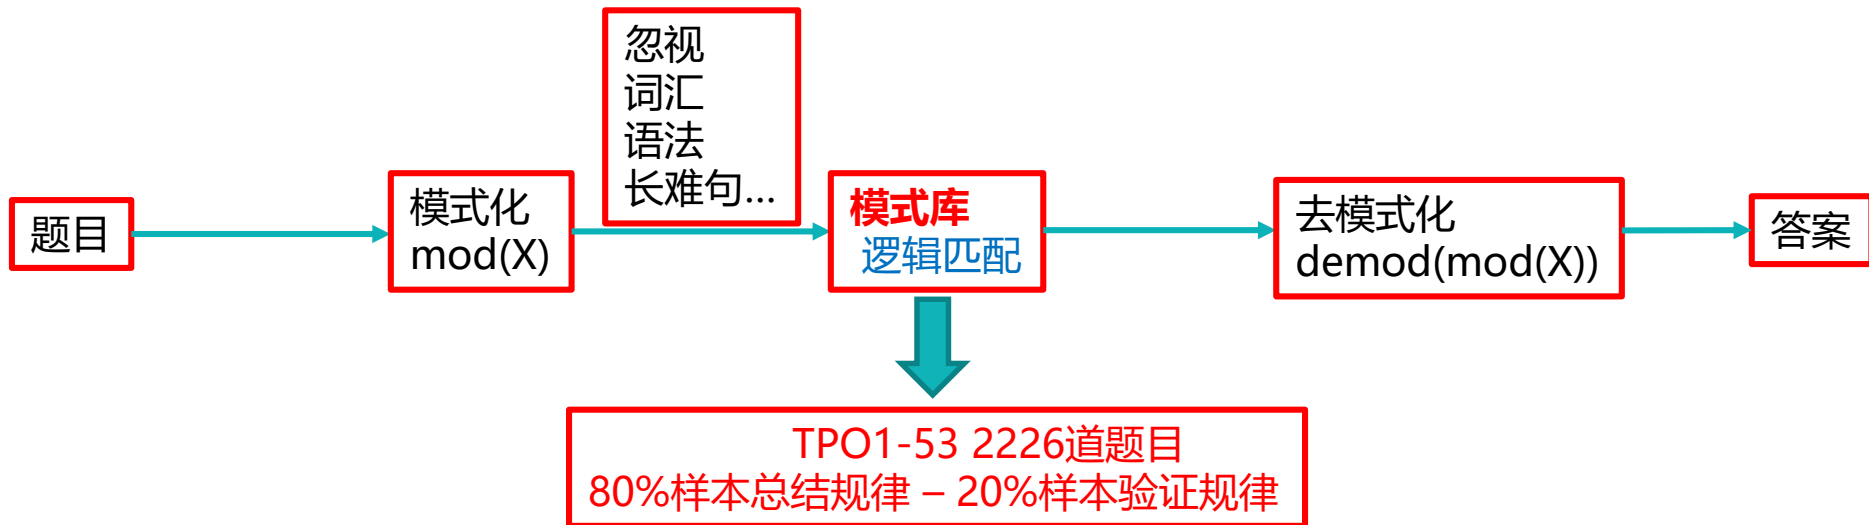 题目
模式化
mod(X)
忽视
词汇
语法
长难句...
模式库
逻辑匹配
去模式化
demod(mod(X))
答案
TPO1-53 2226道题目
80%样本总结规律 – 20%样本验证规律